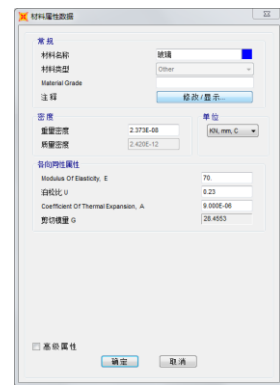 材料属性数据
常规
材料名称 玻璃
材料类型 Other
Material Grade
注释 修改/显示...
密度 单位
重量密度 2.373E-08 KN, mm, C
质量密度 2.420E-12
各向同性属性
Modulus Of Elasticity, E 70.
泊松比 U 0.23
Coefficient Of Thermal Expansion, A 9.000E-06
剪切模量 G 28.4553
高级属性
确定 取消